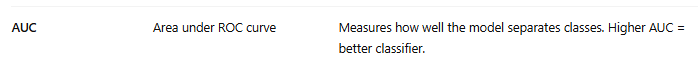 AUC Area under ROC curve Measures how well the model separates classes. Higher AUC =
better classifier.